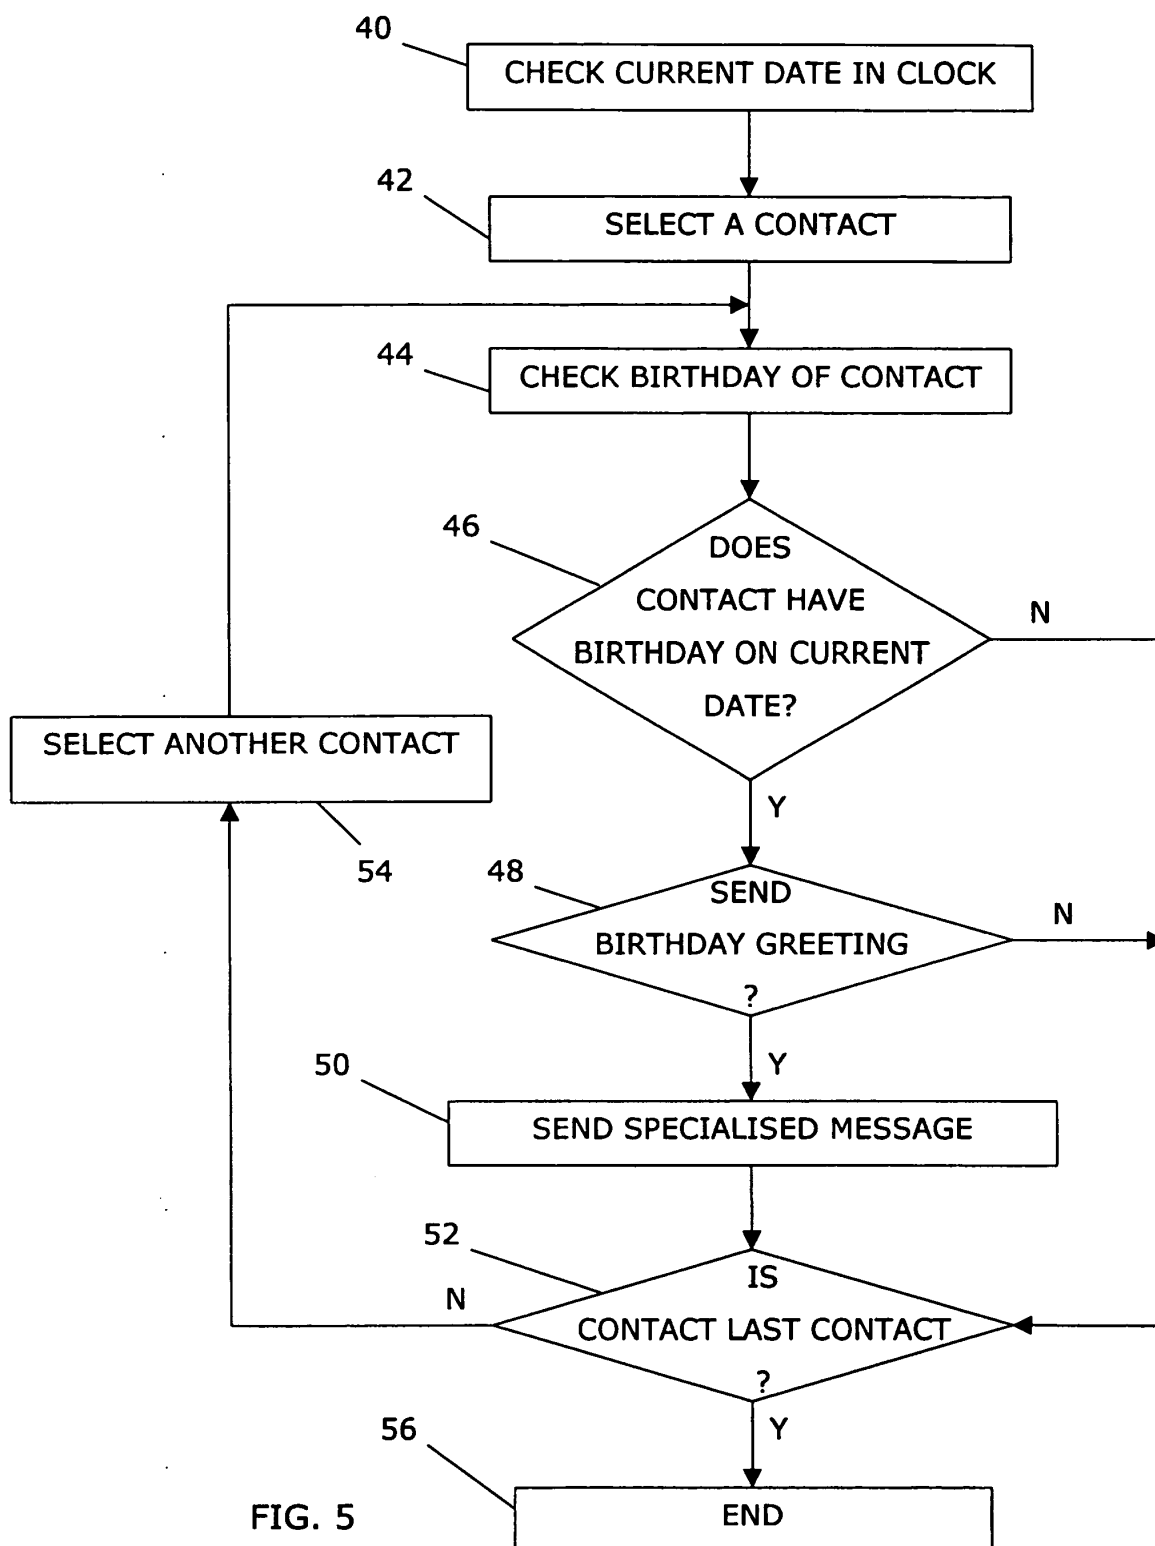 40
CHECK CURRENT DATE IN CLOCK
42
SELECT A CONTACT
44
CHECK BIRTHDAY OF CONTACT
46
DOES
CONTACT HAVE
BIRTHDAY ON CURRENT
DATE?
N
SELECT ANOTHER CONTACT
54
Y
48
SEND
BIRTHDAY GREETING
?
N
Y
50
SEND SPECIALISED MESSAGE
52
IS
CONTACT LAST CONTACT
?
N
Y
56
END
FIG. 5